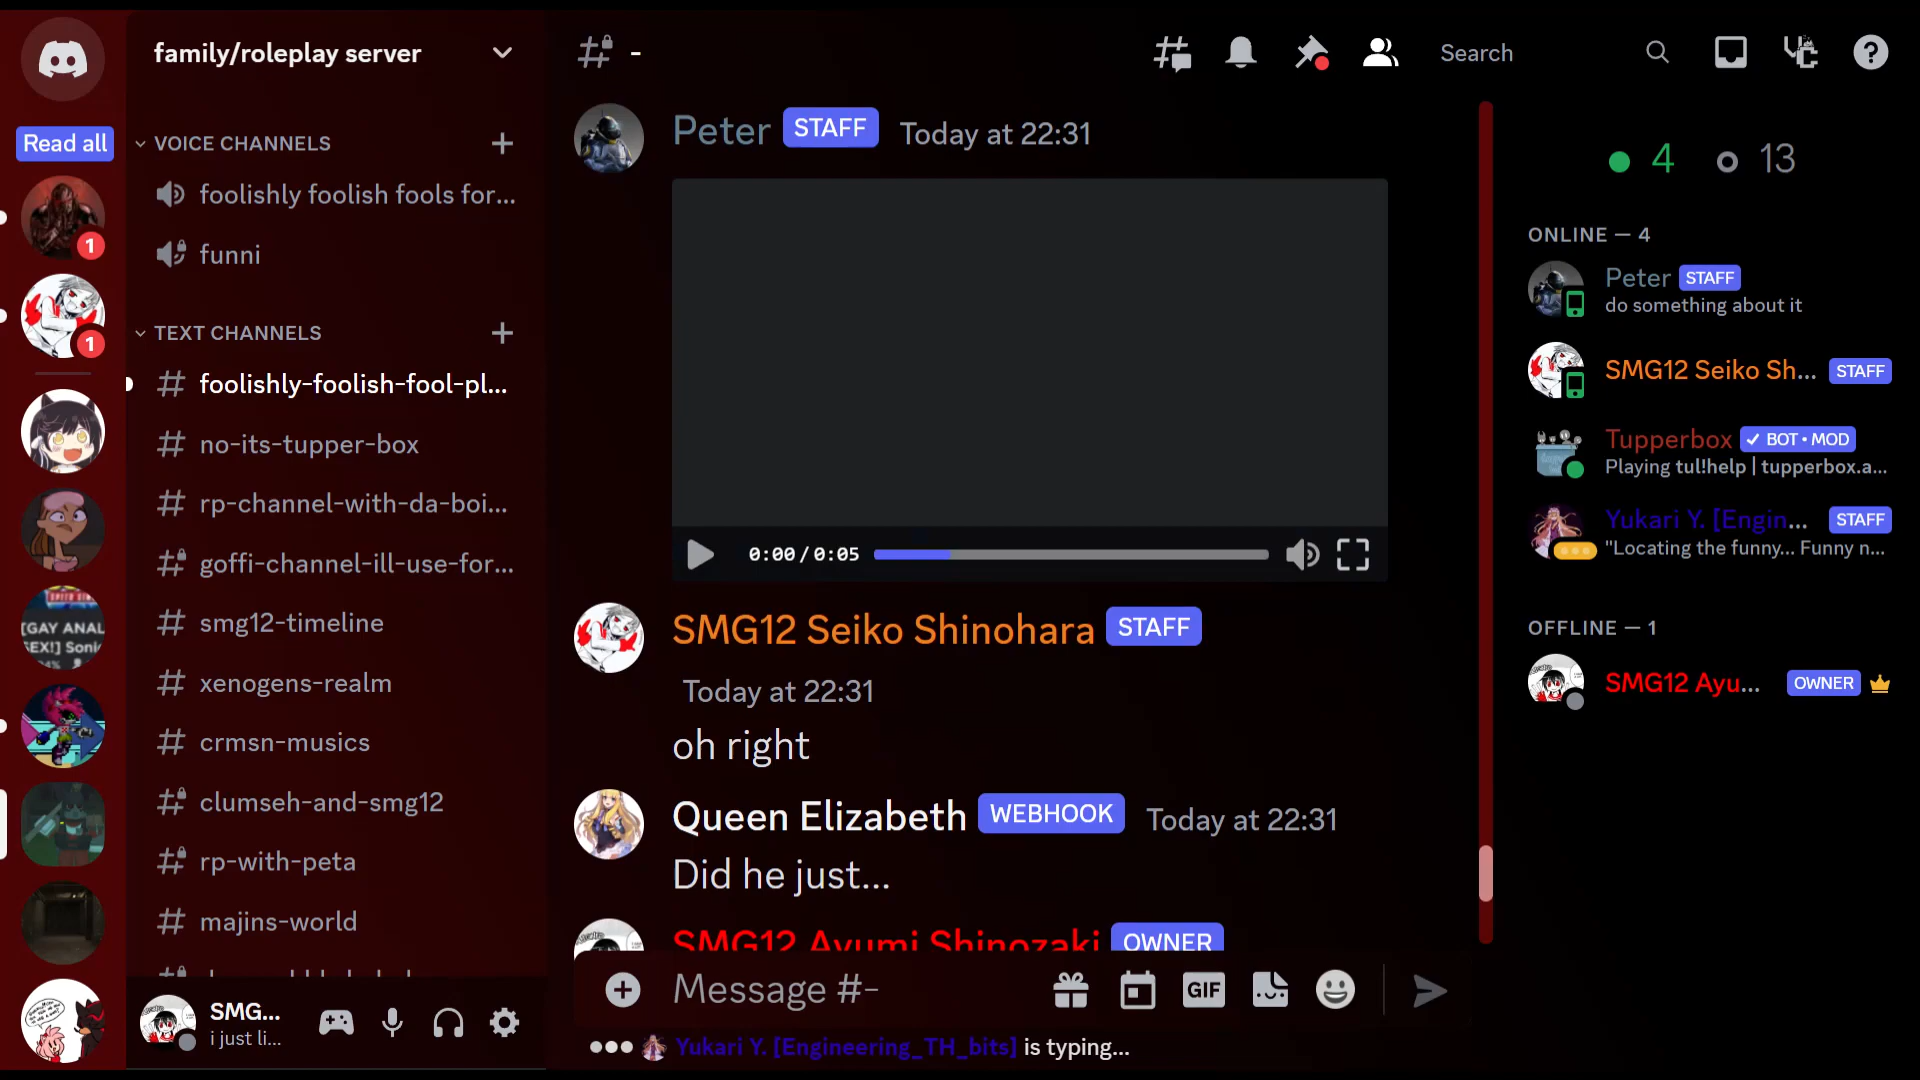 family/roleplay server
-
Search
Read all
VOICE CHANNELS
foolishly foolish fools for...
funni
TEXT CHANNELS
foolishly-foolish-fool-pl...
no-its-tupper-box
rp-channel-with-da-boi...
goffi-channel-ill-use-for...
smg12-timeline
xenogens-realm
crmsn-musics
clumseh-and-smg12
rp-with-peta
majins-world
1
1
[GAY ANAL
SEX!] Sonic
SMG...
i just li...
Peter STAFF Today at 22:31
0:00/0:05
SMG12 Seiko Shinohara STAFF
Today at 22:31
oh right
Queen Elizabeth WEBHOOK Today at 22:31
Did he just...
SMG12 Ayumi Shinozaki OWNER
Message #-
GIF
Yukari Y. [Engineering_TH_bits] is typing...
4 13
ONLINE — 4
Peter STAFF
do something about it
SMG12 Seiko Sh... STAFF
Tupperbox BOT • MOD
Playing tul!help | tupperbox.a...
Yukari Y. [Engin... STAFF
"Locating the funny... Funny n...
OFFLINE — 1
SMG12 Ayu... OWNER